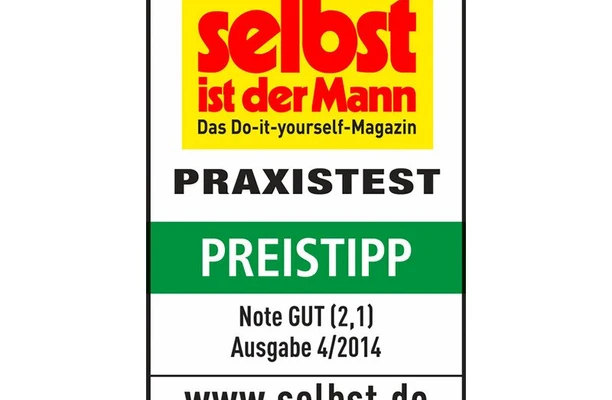 selbst
ist der Mann
Das Do-it-yourself-Magazin
PRAXISTEST
PREISTIPP
Note GUT (2,1)
Ausgabe 4/2014
www.selbst.de